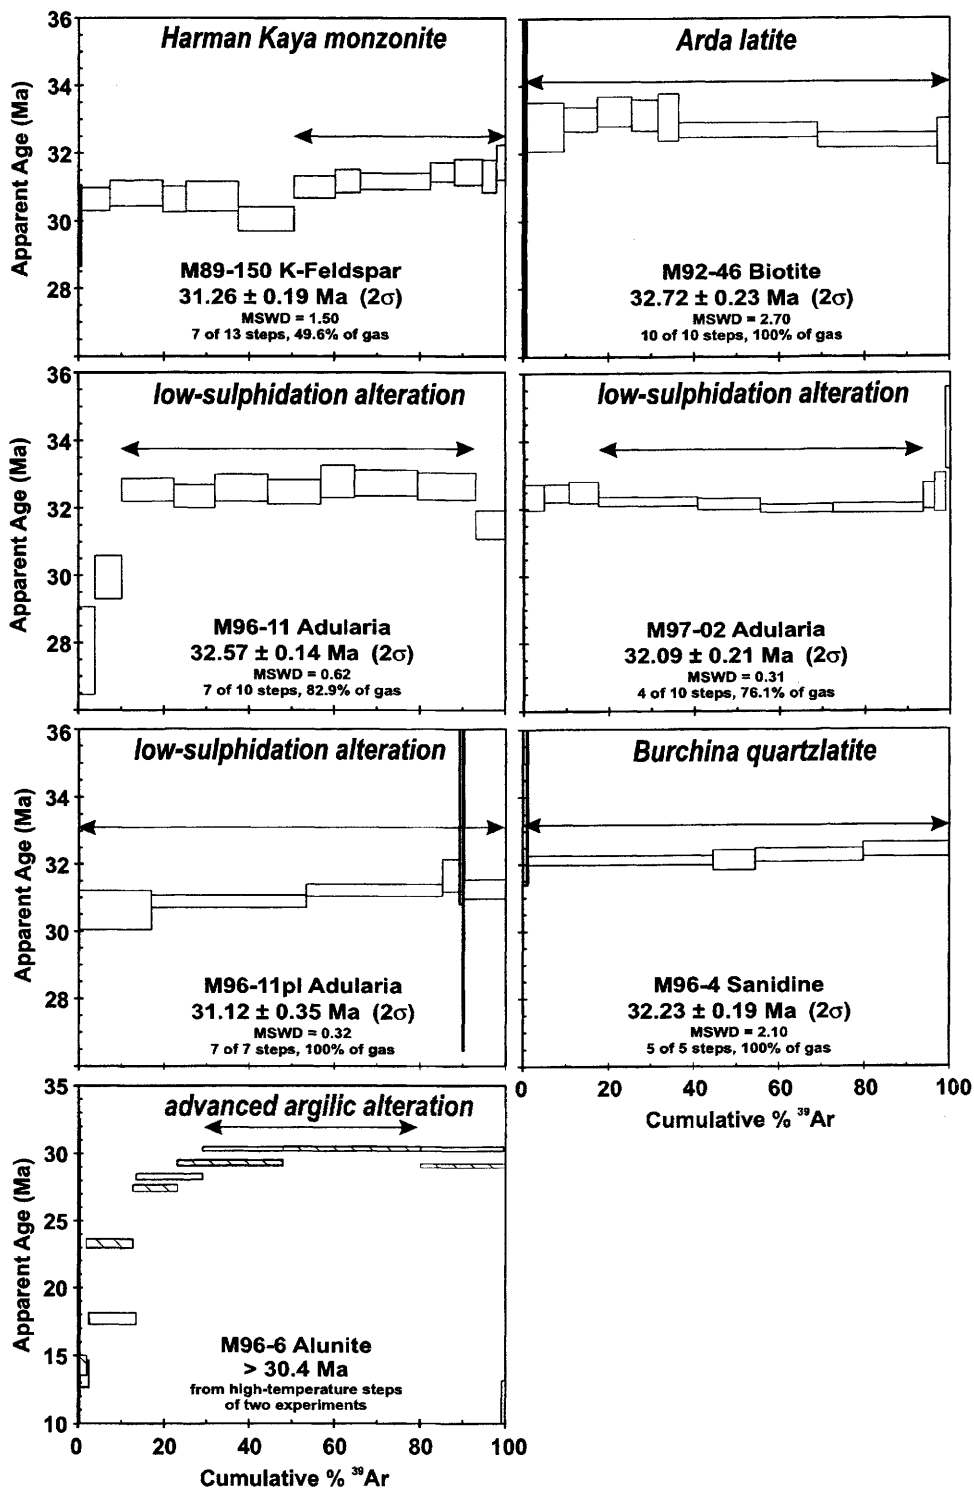 Harman Kaya monzonite
36
34
32
30
28
Apparent Age (Ma)
M89-150 K-Feldspar
31.26 ± 0.19 Ma (2σ)
MSWD = 1.50
7 of 13 steps, 49.6% of gas
Arda latite
M92-46 Biotite
32.72 ± 0.23 Ma (2σ)
MSWD = 2.70
10 of 10 steps, 100% of gas
low-sulphidation alteration
36
34
32
30
28
Apparent Age (Ma)
M96-11 Adularia
32.57 ± 0.14 Ma (2σ)
MSWD = 0.62
7 of 10 steps, 82.9% of gas
low-sulphidation alteration
M97-02 Adularia
32.09 ± 0.21 Ma (2σ)
MSWD = 0.31
4 of 10 steps, 76.1% of gas
low-sulphidation alteration
36
34
32
30
28
Apparent Age (Ma)
M96-11pl Adularia
31.12 ± 0.35 Ma (2σ)
MSWD = 0.32
7 of 7 steps, 100% of gas
Burchina quartzlatite
M96-4 Sanidine
32.23 ± 0.19 Ma (2σ)
MSWD = 2.10
5 of 5 steps, 100% of gas
0 20 40 60 80 100
Cumulative % ³⁹Ar
advanced argilic alteration
35
30
25
20
15
10
Apparent Age (Ma)
M96-6 Alunite
> 30.4 Ma
from high-temperature steps
of two experiments
0 20 40 60 80 100
Cumulative % ³⁹Ar